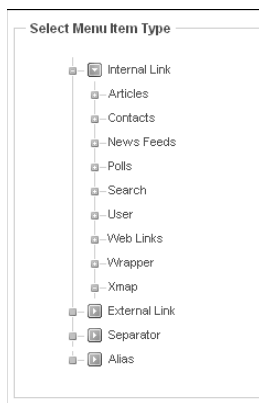 Select Menu Item Type
Internal Link
Articles
Contacts
News Feeds
Polls
Search
User
Web Links
Wrapper
Xmap
External Link
Separator
Alias